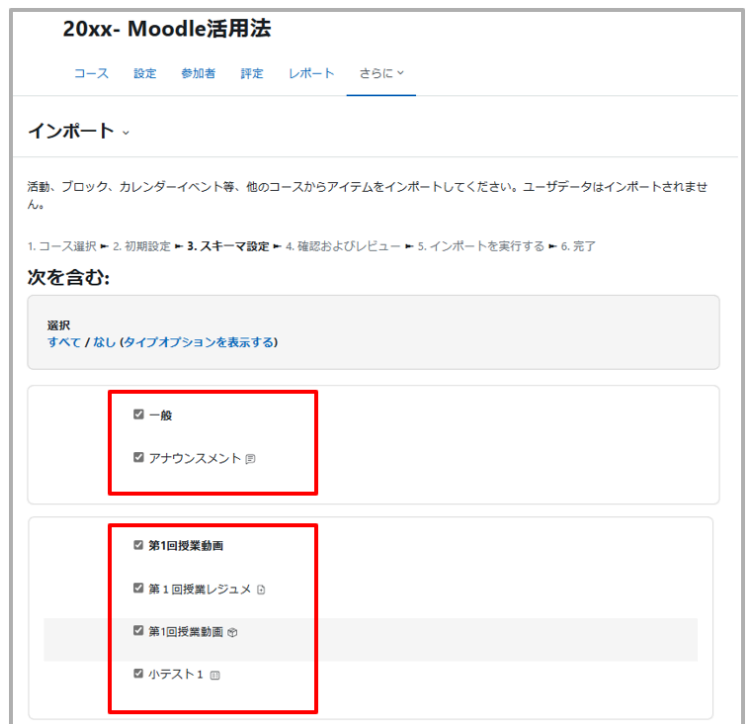 20xx- Moodle活用法
コース 設定 参加者 評定 レポート さらに
インポート
活動、ブロック、カレンダーイベント等、他のコースからアイテムをインポートしてください。ユーザデータはインポートされませ
ん。
1. コース選択 ► 2. 初期設定 ► 3. スキーマ設定 ► 4. 確認およびレビュー ► 5. インポートを実行する ► 6. 完了
次を含む:
選択
すべて / なし (タイプオプションを表示する)
一般
アナウンスメント
第1回授業動画
第１回授業レジュメ
第1回授業動画
小テスト１